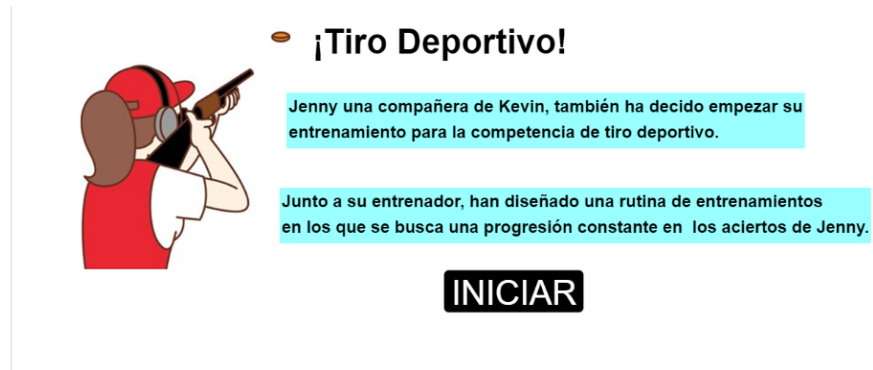 ¡Tiro Deportivo!
Jenny una compañera de Kevin, también ha decido empezar su
entrenamiento para la competencia de tiro deportivo.
Junto a su entrenador, han diseñado una rutina de entrenamientos
en los que se busca una progresión constante en  los aciertos de Jenny.
INICIAR